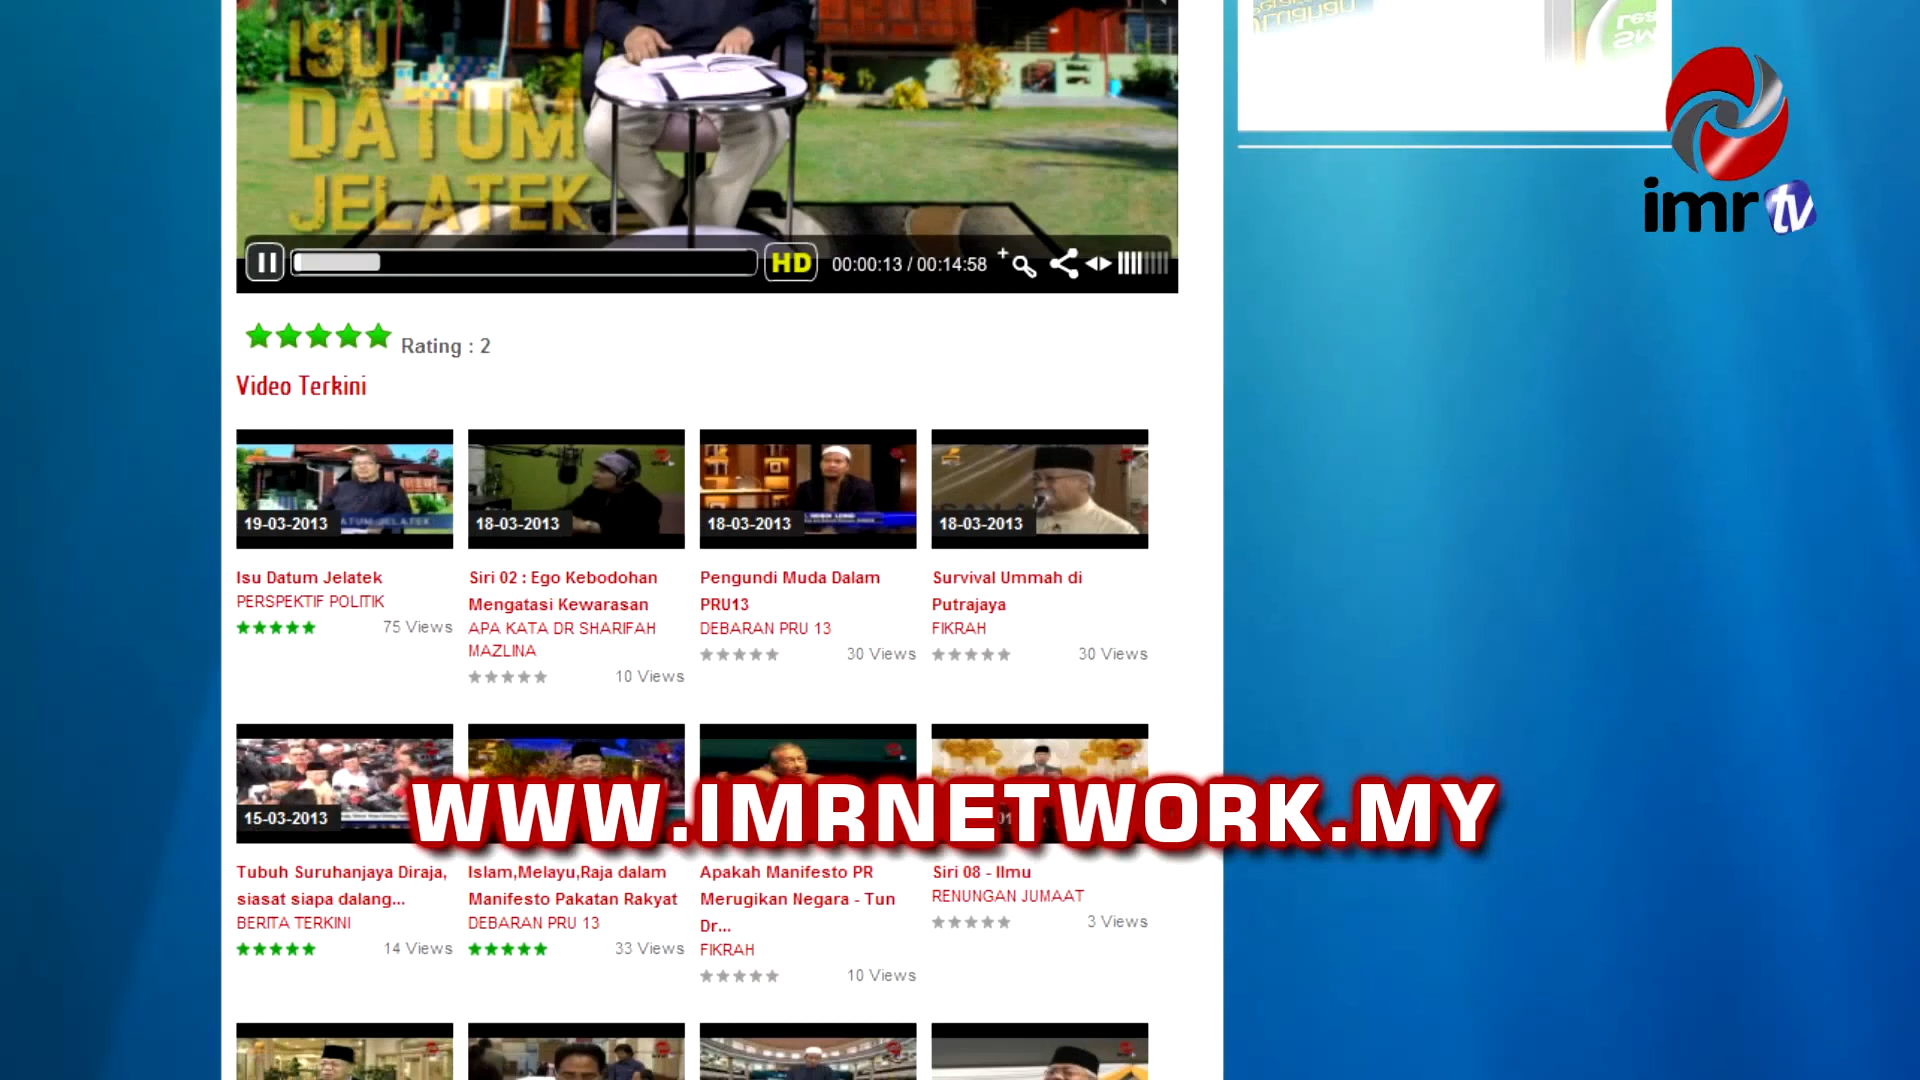 ISU
DATUM
JELATEK
HD
00:00:13 / 00:14:58
imr tv
Rating : 2
Video Terkini
19-03-2013
18-03-2013
18-03-2013
18-03-2013
Isu Datum Jelatek
PERSPEKTIF POLITIK
75 Views
Siri 02 : Ego Kebodohan
Mengatasi Kewarasan
APA KATA DR SHARIFAH
MAZLINA
10 Views
Pengundi Muda Dalam
PRU13
DEBARAN PRU 13
30 Views
Survival Ummah di
Putrajaya
FIKRAH
30 Views
15-03-2013
WWW.IMRNETWORK.MY
Tubuh Suruhanjaya Diraja,
siasat siapa dalang...
BERITA TERKINI
14 Views
Islam,Melayu,Raja dalam
Manifesto Pakatan Rakyat
DEBARAN PRU 13
33 Views
Apakah Manifesto PR
Merugikan Negara - Tun
Dr...
FIKRAH
10 Views
Siri 08 - Ilmu
RENUNGAN JUMAAT
3 Views